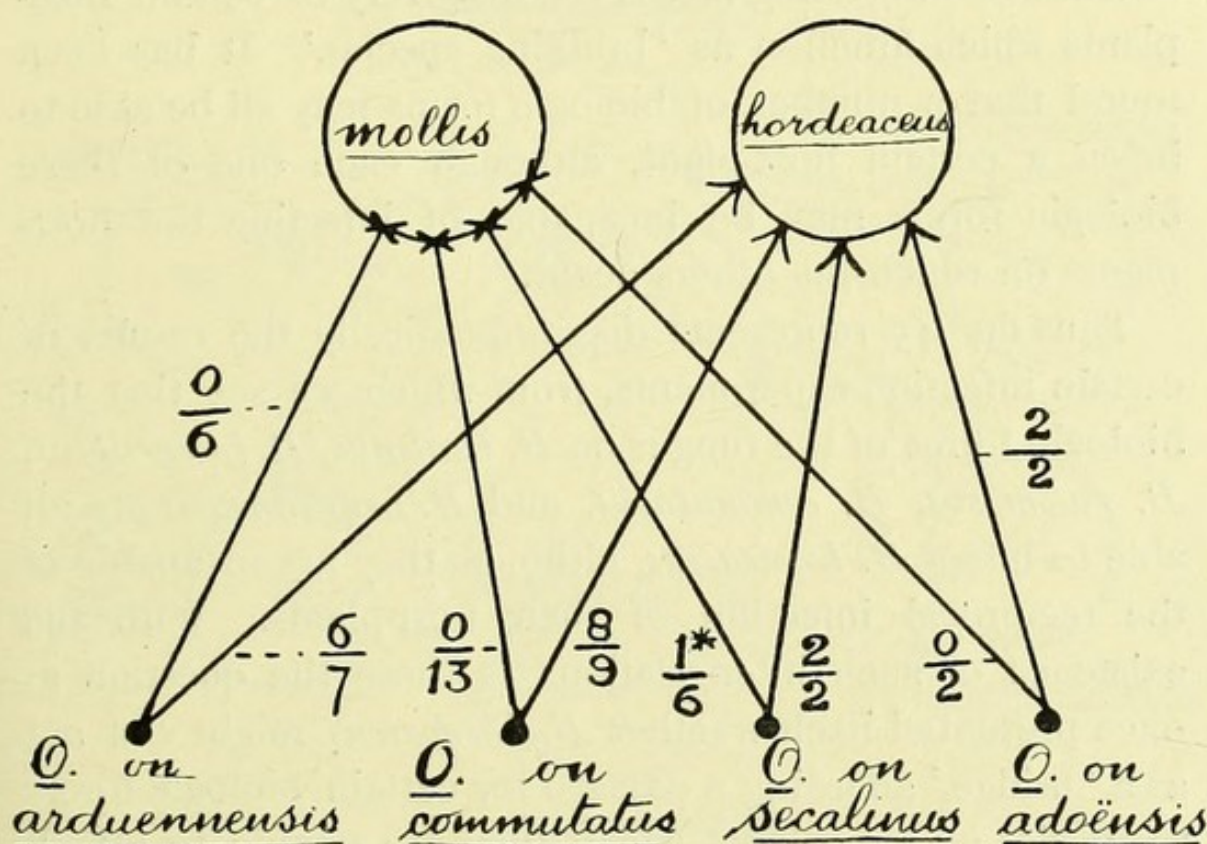 mollis
hordeaceus
0/6
2/2
6/7
0/13
8/9
1*/6
2/2
0/2
O. on arduennensis
O. on commutatus
O. on secalinus
O. on adoënsis